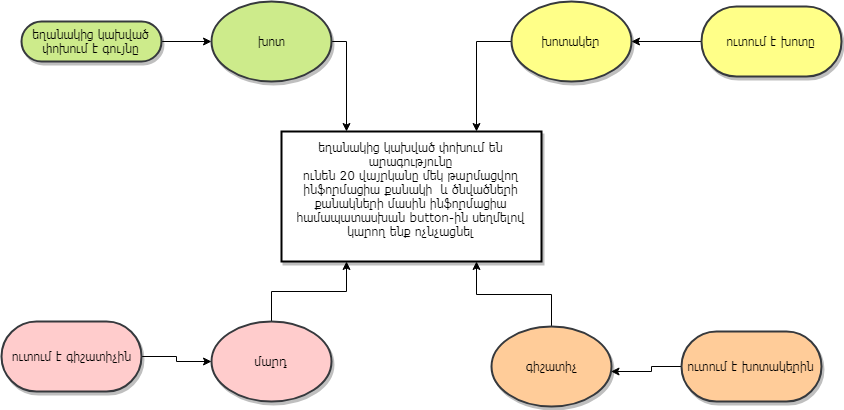 եղանակից կախված
փոխում է գույնը
խոտ
խոտակեր
ուտում է խոտը
եղանակից կախված փոխում են
արագությունը
ունեն 20 վայրկանը մեկ թարմացվող
ինֆորմացիա քանակի և ծնվածների
քանակների մասին ինֆորմացիա
համապատասխան button-ին սեղմելով
կարող ենք ոչնչացնել
ուտում է գիշատիչին
մարդ
գիշատիչ
ուտում է խոտակերին